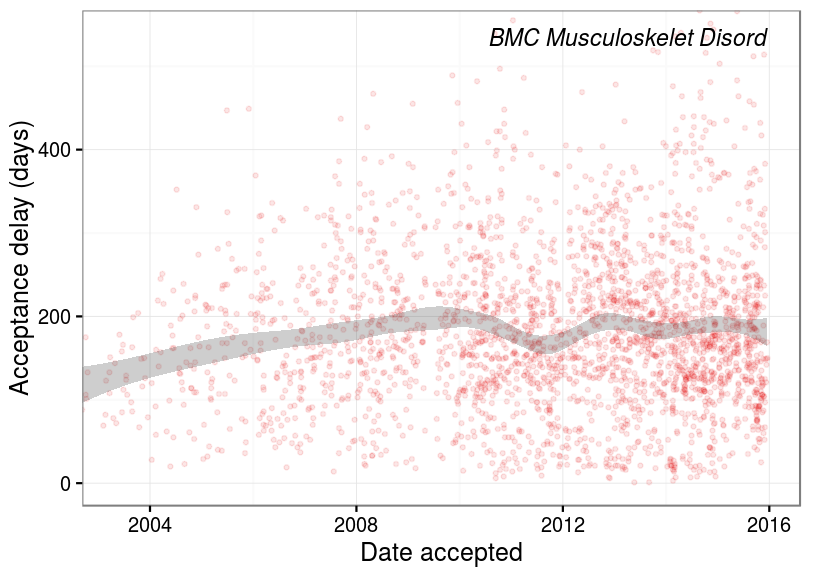 BMC Musculoskelet Disord
Acceptance delay (days)
400
200
0
2004 2008 2012 2016
Date accepted